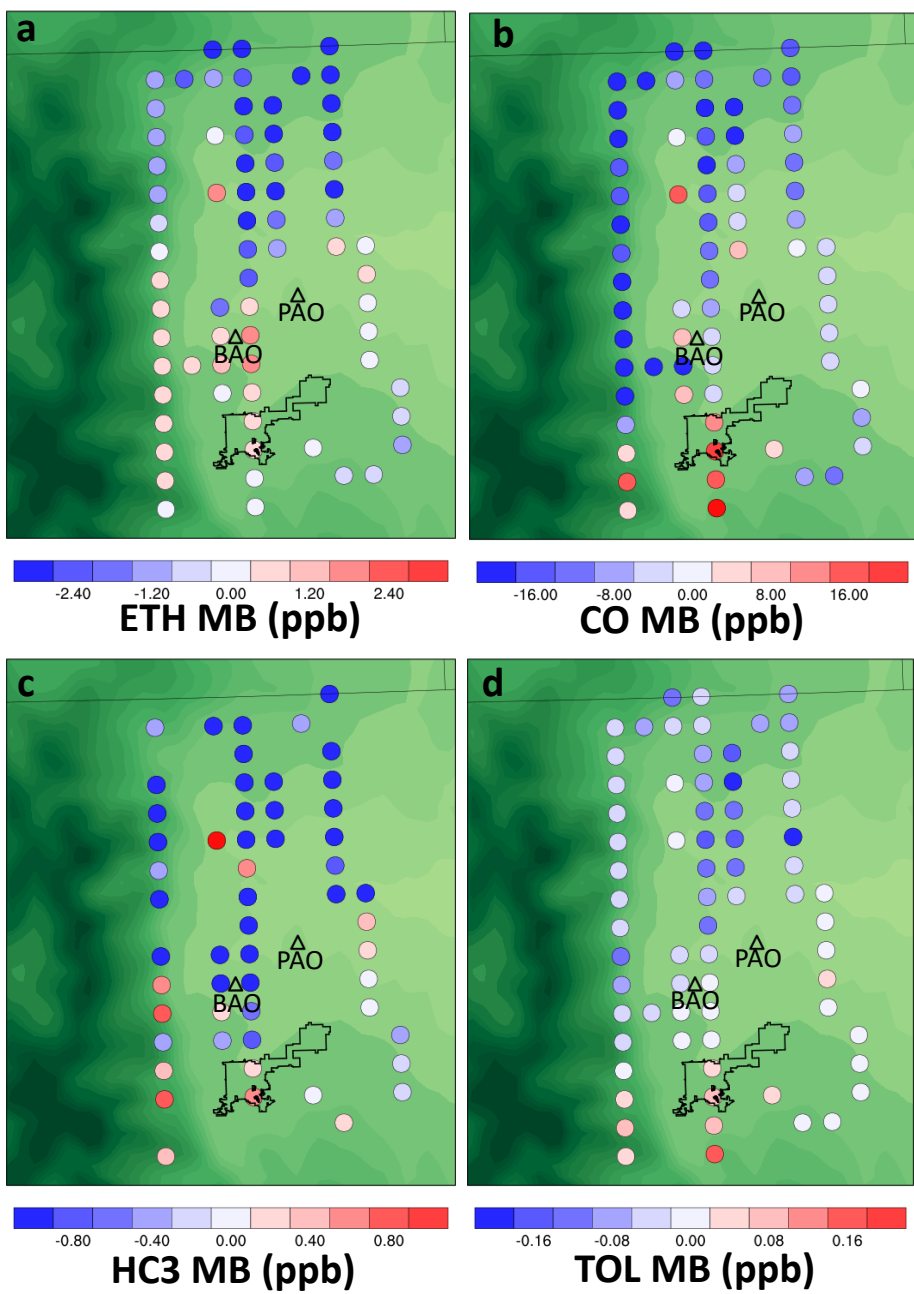 a
PAO
BAO
-2.40 -1.20 0.00 1.20 2.40
ETH MB (ppb)
b
PAO
BAO
-16.00 -8.00 0.00 8.00 16.00
CO MB (ppb)
c
PAO
BAO
-0.80 -0.40 0.00 0.40 0.80
HC3 MB (ppb)
d
PAO
BAO
-0.16 -0.08 0.00 0.08 0.16
TOL MB (ppb)